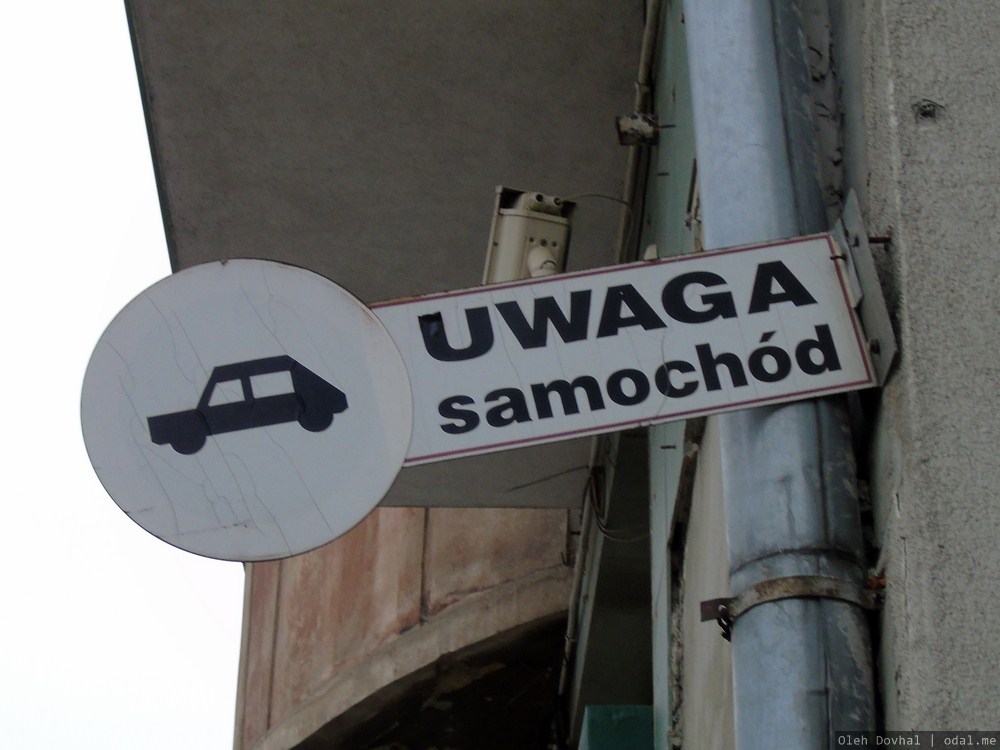 UWAGA
samochód
Oleh Dovhal | odal.me